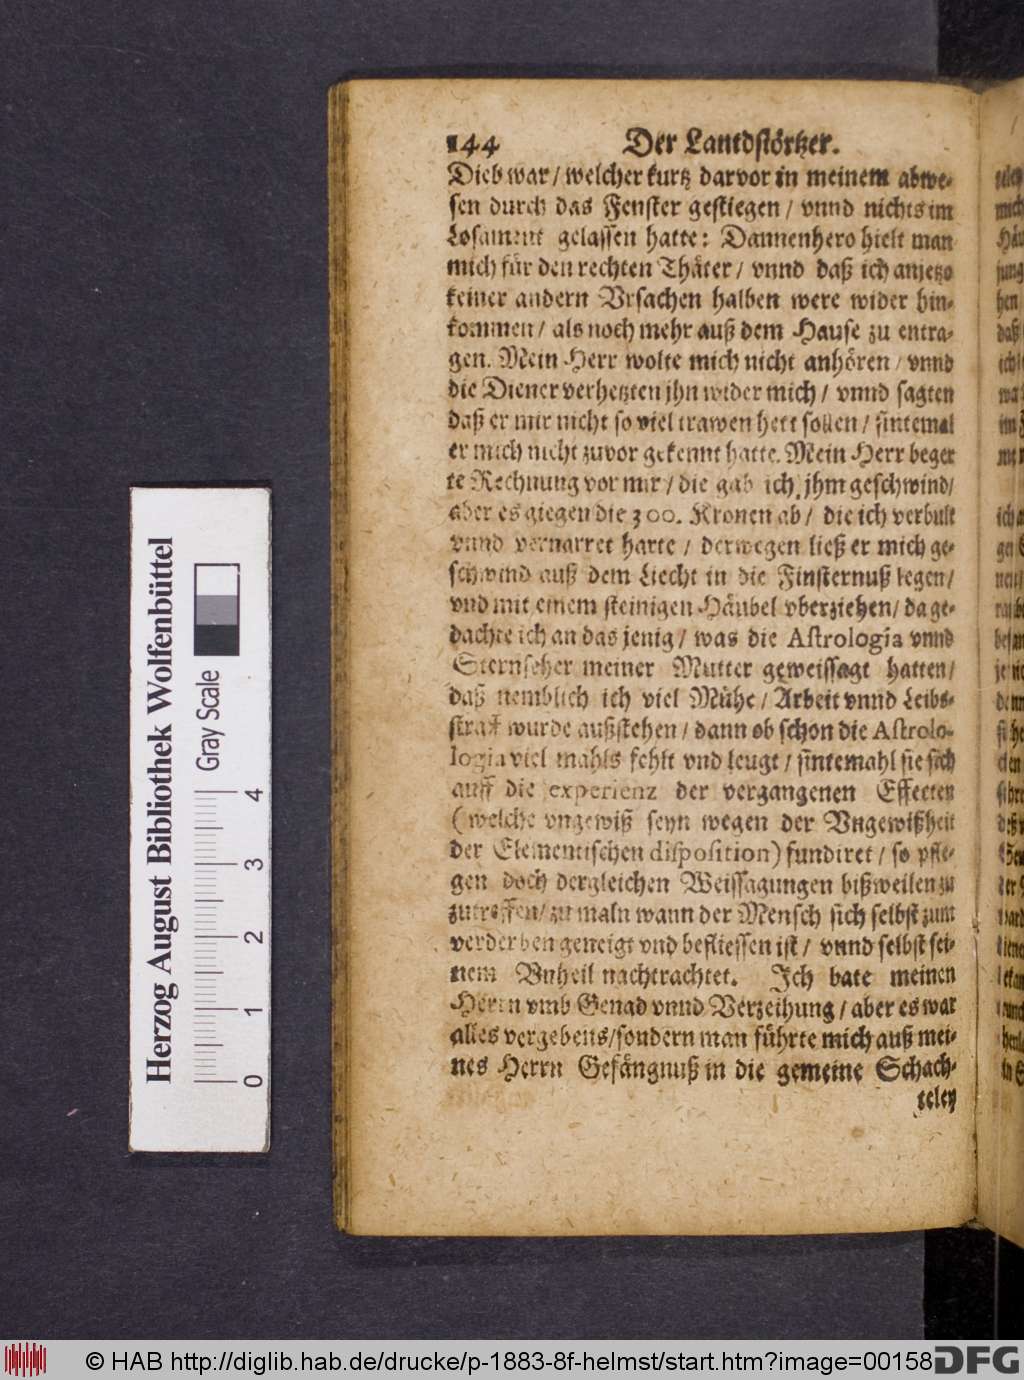 144 Der Lantdstörtzer.
Dieb war / welcher kurtz darvor in meinem abwe-
sen durch das Fenster gestiegen / vnnd nichts im
Losament gelassen hatte: Dannenhero hielt man
mich für den rechten Thäter / vnnd daß ich anjetzo
keiner andern Vrsachen halben were wider hin-
kommen / als noch mehr auß dem Hause zu entra-
gen. Mein Herr wolte mich nicht anhören / vnnd
die Diener verhetzten jhn wider mich / vnnd sagten
daß er mir nicht so viel trawen hett sollen / sintemal
er mich nicht zuvor gekennt hatte. Mein Herr beger
te Rechnung vor mir / die gab ich jhm geschwind/
aber es giegen die 300. Kronen ab / die ich verbult
vnnd vernarret hatte / derwegen ließ er mich ge-
schwind auß dem Liecht in die Finsternuß legen/
vnd mit einem steinigen Häubel vberziehen / da ge-
dachte ich an das jenig / was die Astrologia vnnd
Sternseher meiner Mutter geweissagt hatten/
daß nemblich ich viel Mühe / Arbeit vnnd Leibs-
straff wurde außstehen / dann ob schon die Astrolo-
logia viel mahls fehlt vnd leugt / sintemahl sie sich
auff die experienz der vergangenen Effecten
(welche vngewiß seyn wegen der Vngewißheit
der Elementischen disposition) fundiret / so pfle-
gen doch dergleichen Weissagungen bißweilen zu
zutreffen / zu maln wann der Mensch sich selbst zum
verderben geneigt vnd befliessen ist / vnnd selbst sei-
nem Vnheil nachtrachtet. Ich bate meinen
Herrn vmb Genad vnnd Verzeihung / aber es war
alles vergebens / sondern man führte mich auß mei-
nes Herrn Gefängnuß in die gemeine Schach-
teley
Herzog August Bibliothek Wolfenbüttel
Gray Scale
0 1 2 3 4
© HAB http://diglib.hab.de/drucke/p-1883-8f-helmst/start.htm?image=00158
DFG